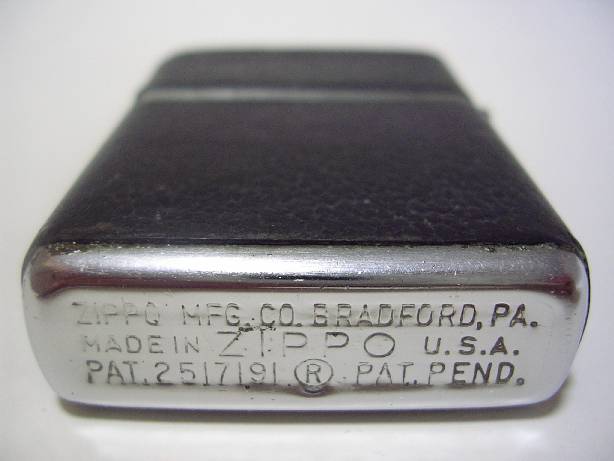 ZIPPO MFG. CO. BRADFORD, PA.
MADE IN ZIPPO U.S.A.
PAT. 2517191 ® PAT. PEND.